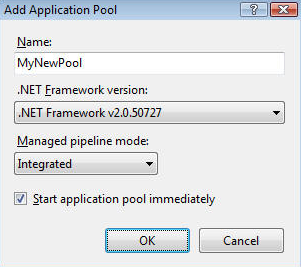 Add Application Pool
Name:
MyNewPool
.NET Framework version:
.NET Framework v2.0.50727
Managed pipeline mode:
Integrated
Start application pool immediately
OK
Cancel